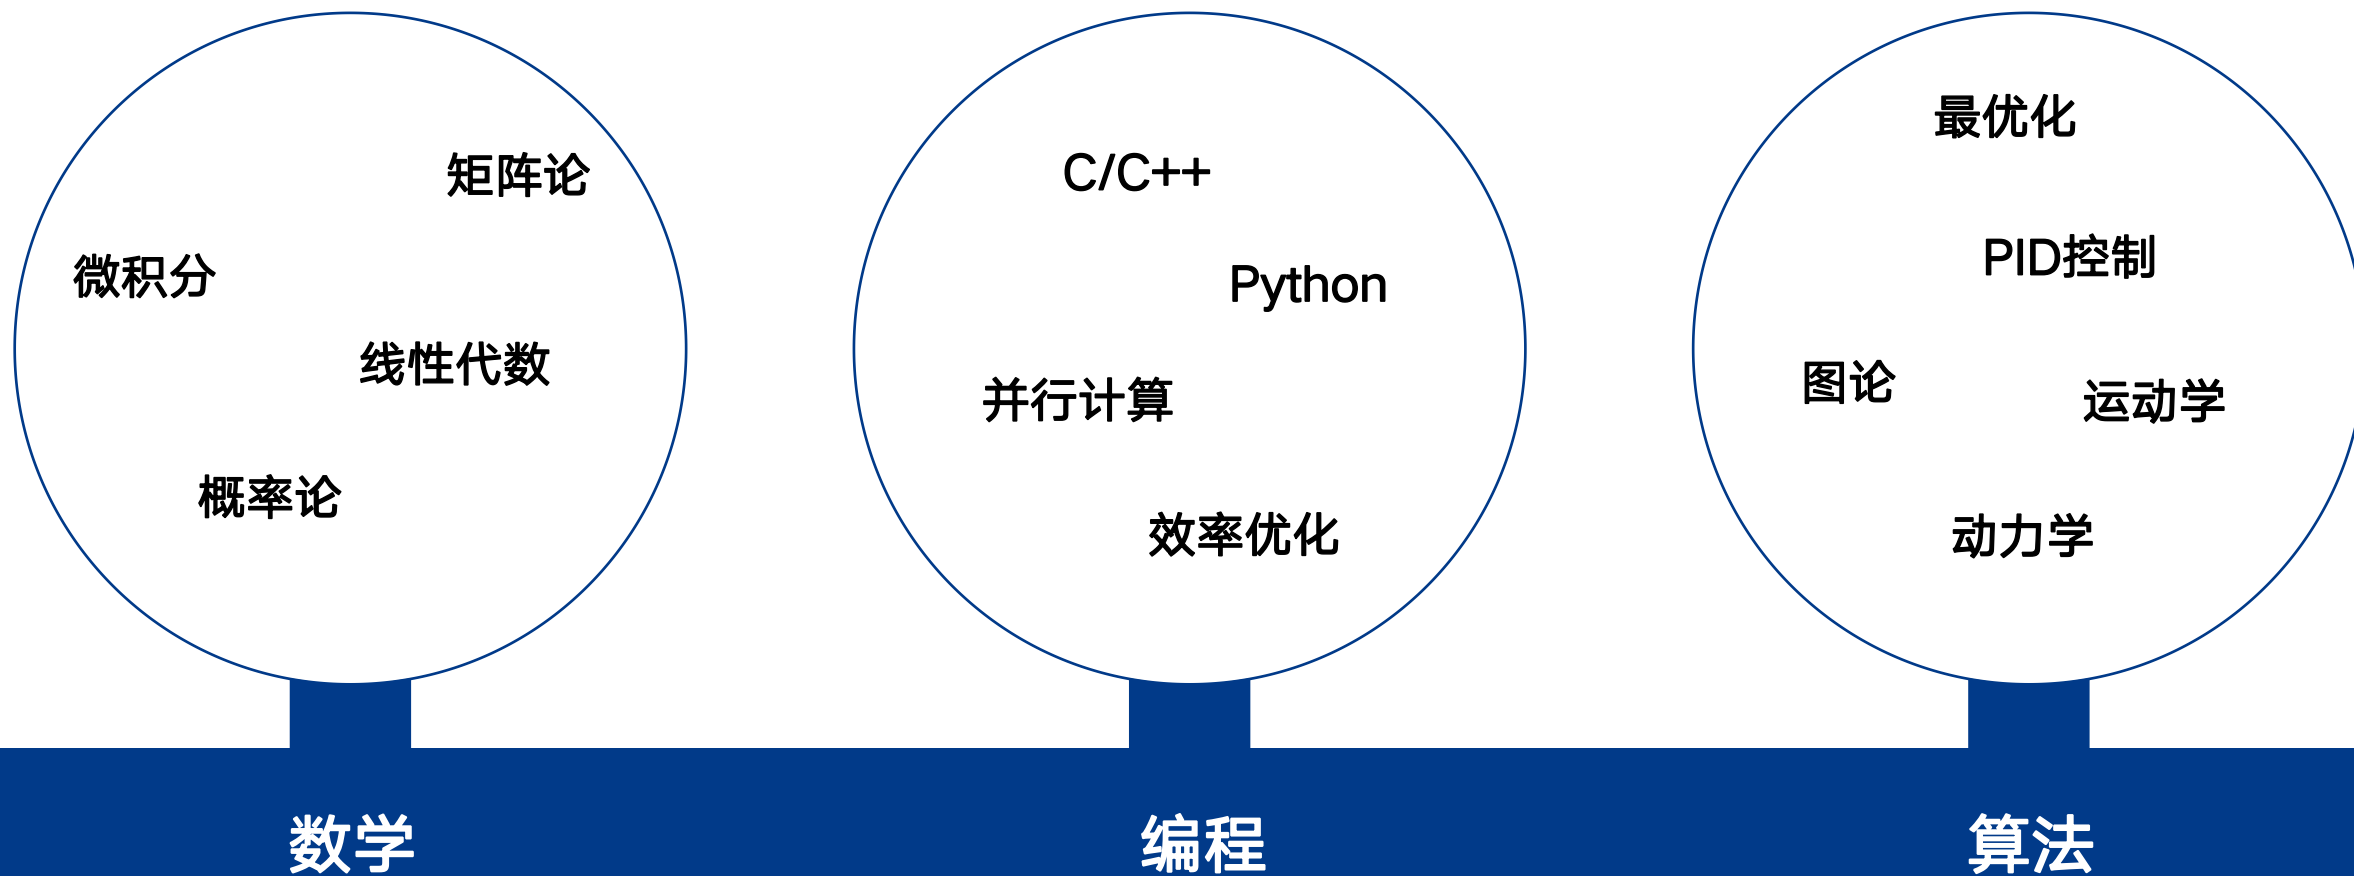 矩阵论
微积分
线性代数
概率论
数学
C/C++
Python
并行计算
效率优化
编程
最优化
PID控制
图论
运动学
动力学
算法